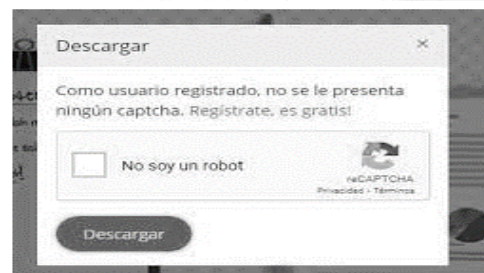 Descargar ×
Como usuario registrado, no se le presenta
ningún captcha. Regístrate, es gratis!
No soy un robot
reCAPTCHA
Privacidad - Términos
Descargar